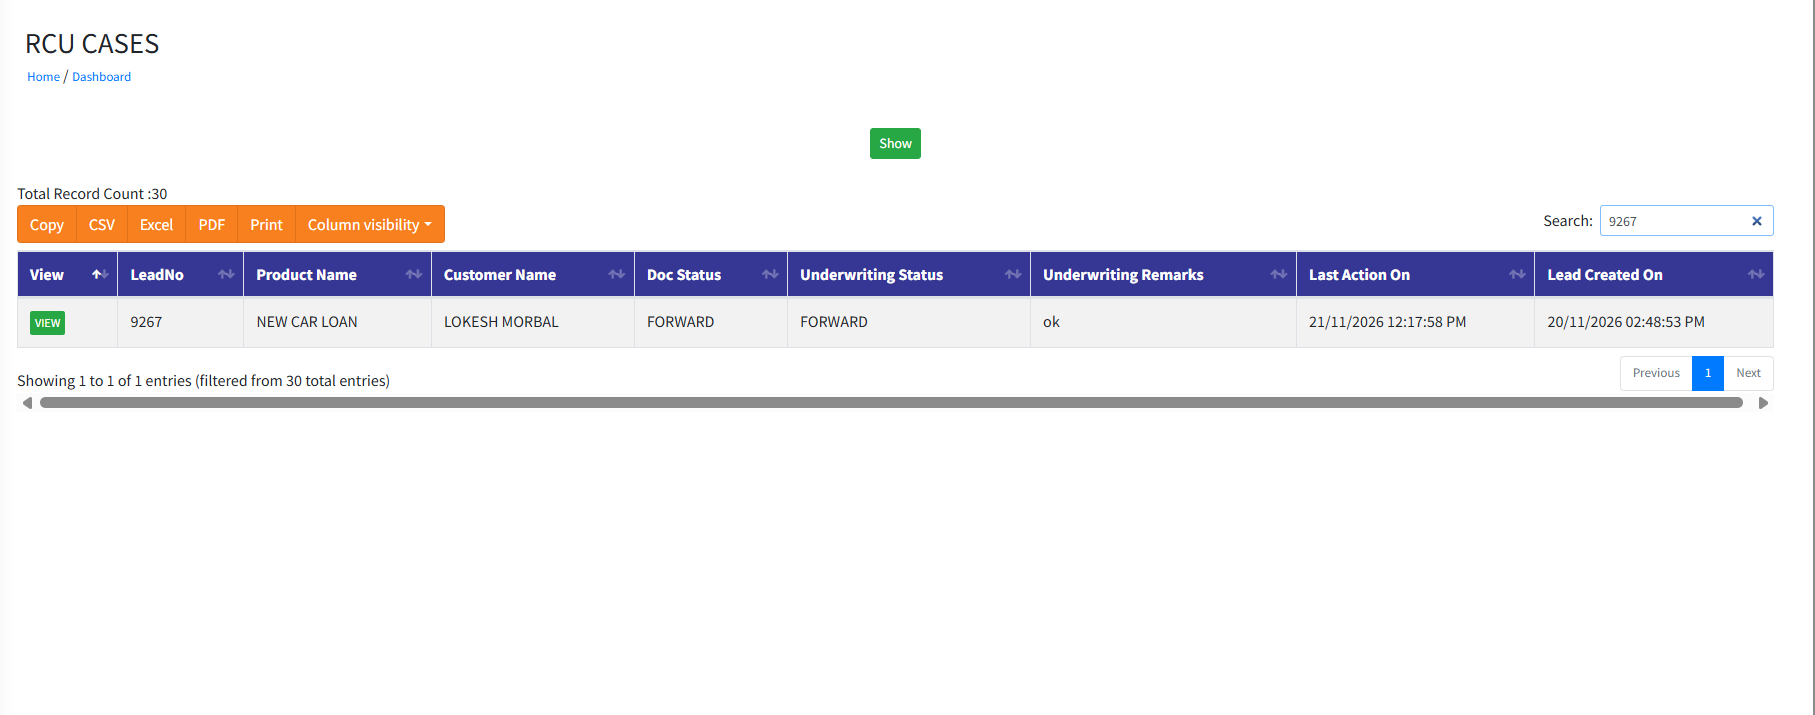 RCU CASES
Home / Dashboard
Show
Total Record Count :30
Copy CSV Excel PDF Print Column visibility
Search: 9267
View LeadNo Product Name Customer Name Doc Status Underwriting Status Underwriting Remarks Last Action On Lead Created On
VIEW 9267 NEW CAR LOAN LOKESH MORBAL FORWARD FORWARD ok 21/11/2026 12:17:58 PM 20/11/2026 02:48:53 PM
Showing 1 to 1 of 1 entries (filtered from 30 total entries)
Previous 1 Next